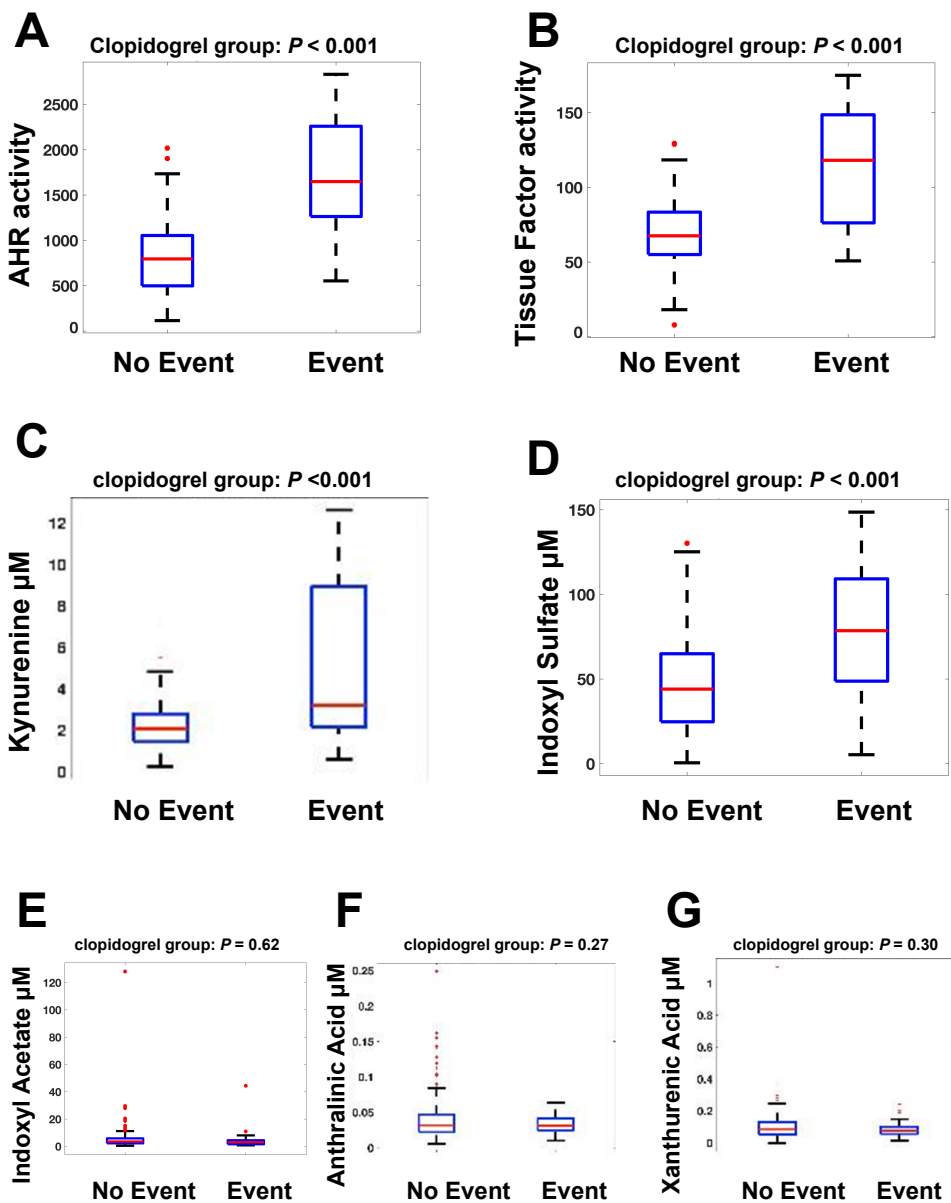 A
Clopidogrel group: P < 0.001
AHR activity
2500
2000
1500
1000
500
0
No Event
Event
B
Clopidogrel group: P < 0.001
Tissue Factor activity
150
100
50
0
No Event
Event
C
clopidogrel group: P <0.001
Kynurenine µM
12
10
8
6
4
2
0
No Event
Event
D
clopidogrel group: P < 0.001
Indoxyl Sulfate µM
150
100
50
0
No Event
Event
E
clopidogrel group: P = 0.62
Indoxyl Acetate µM
120
100
80
60
40
20
0
No Event
Event
F
clopidogrel group: P = 0.27
Anthralinic Acid µM
0.25
0.2
0.15
0.1
0.05
0
No Event
Event
G
clopidogrel group: P = 0.30
Xanthurenic Acid µM
1
0.8
0.6
0.4
0.2
0
No Event
Event